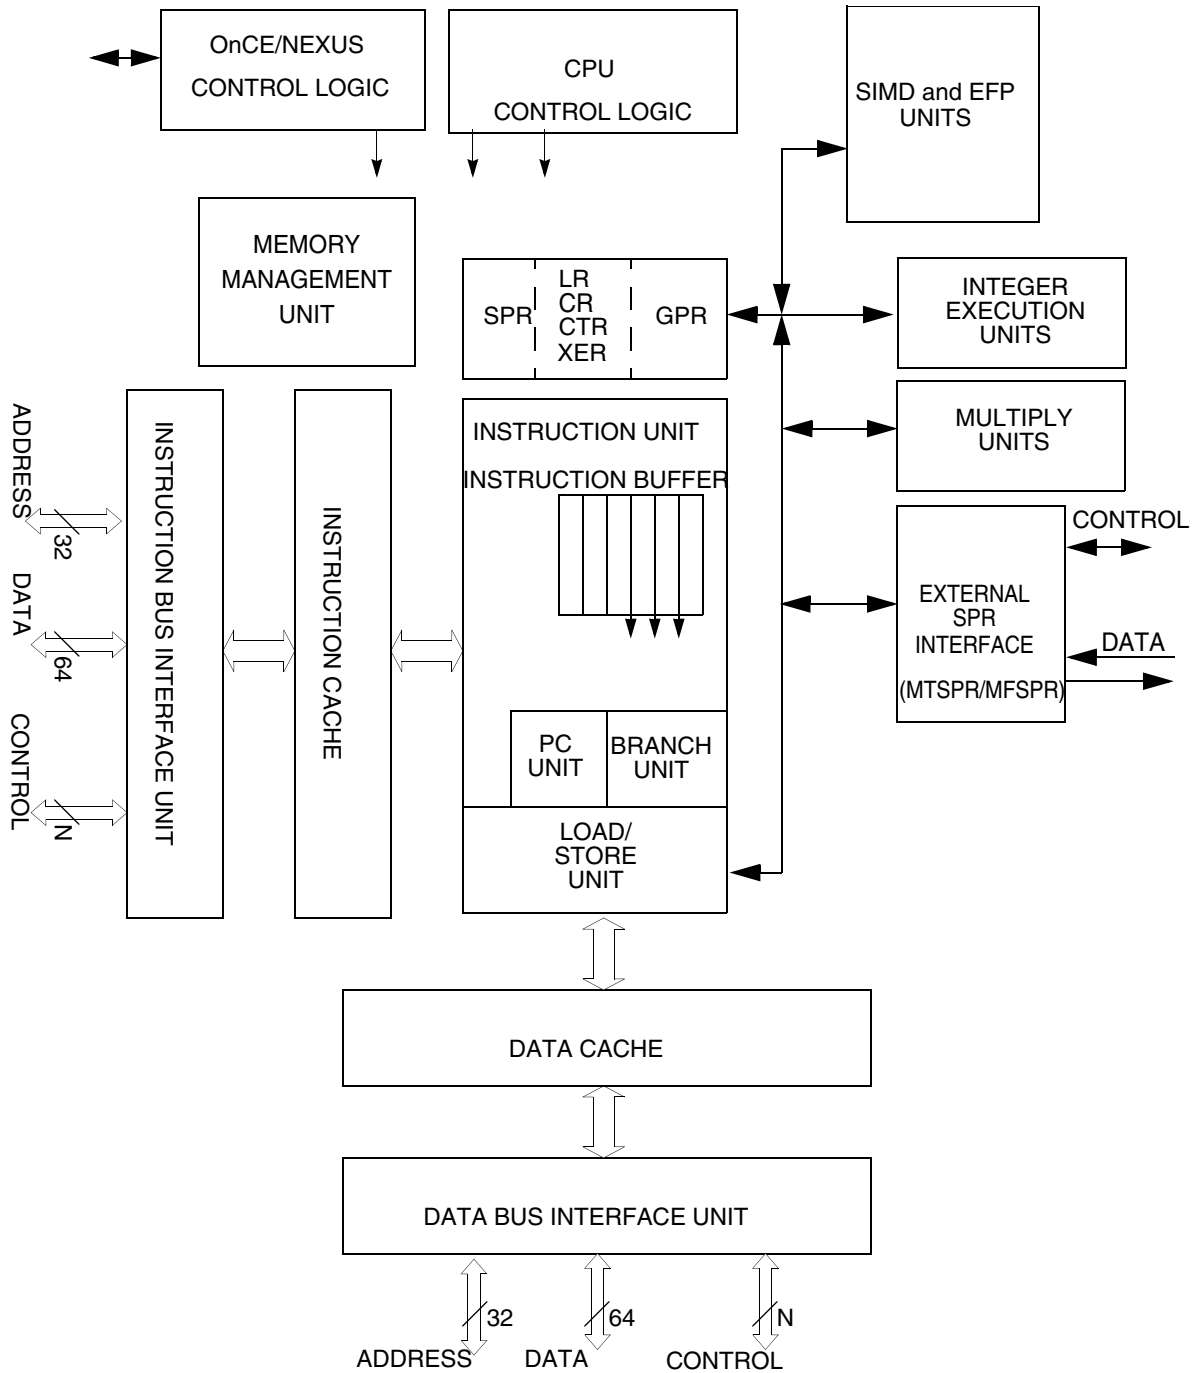 OnCE/NEXUS
CONTROL LOGIC
CPU
CONTROL LOGIC
SIMD and EFP
UNITS
MEMORY
MANAGEMENT
UNIT
SPR
LR
CR
CTR
XER
GPR
INTEGER
EXECUTION
UNITS
MULTIPLY
UNITS
EXTERNAL
SPR
INTERFACE
(MTSPR/MFSPR)
CONTROL
DATA
ADDRESS
32
DATA
64
CONTROL
N
INSTRUCTION BUS INTERFACE UNIT
INSTRUCTION CACHE
INSTRUCTION UNIT
INSTRUCTION BUFFER
PC
UNIT
BRANCH
UNIT
LOAD/
STORE
UNIT
DATA CACHE
DATA BUS INTERFACE UNIT
32
64
N
ADDRESS
DATA
CONTROL